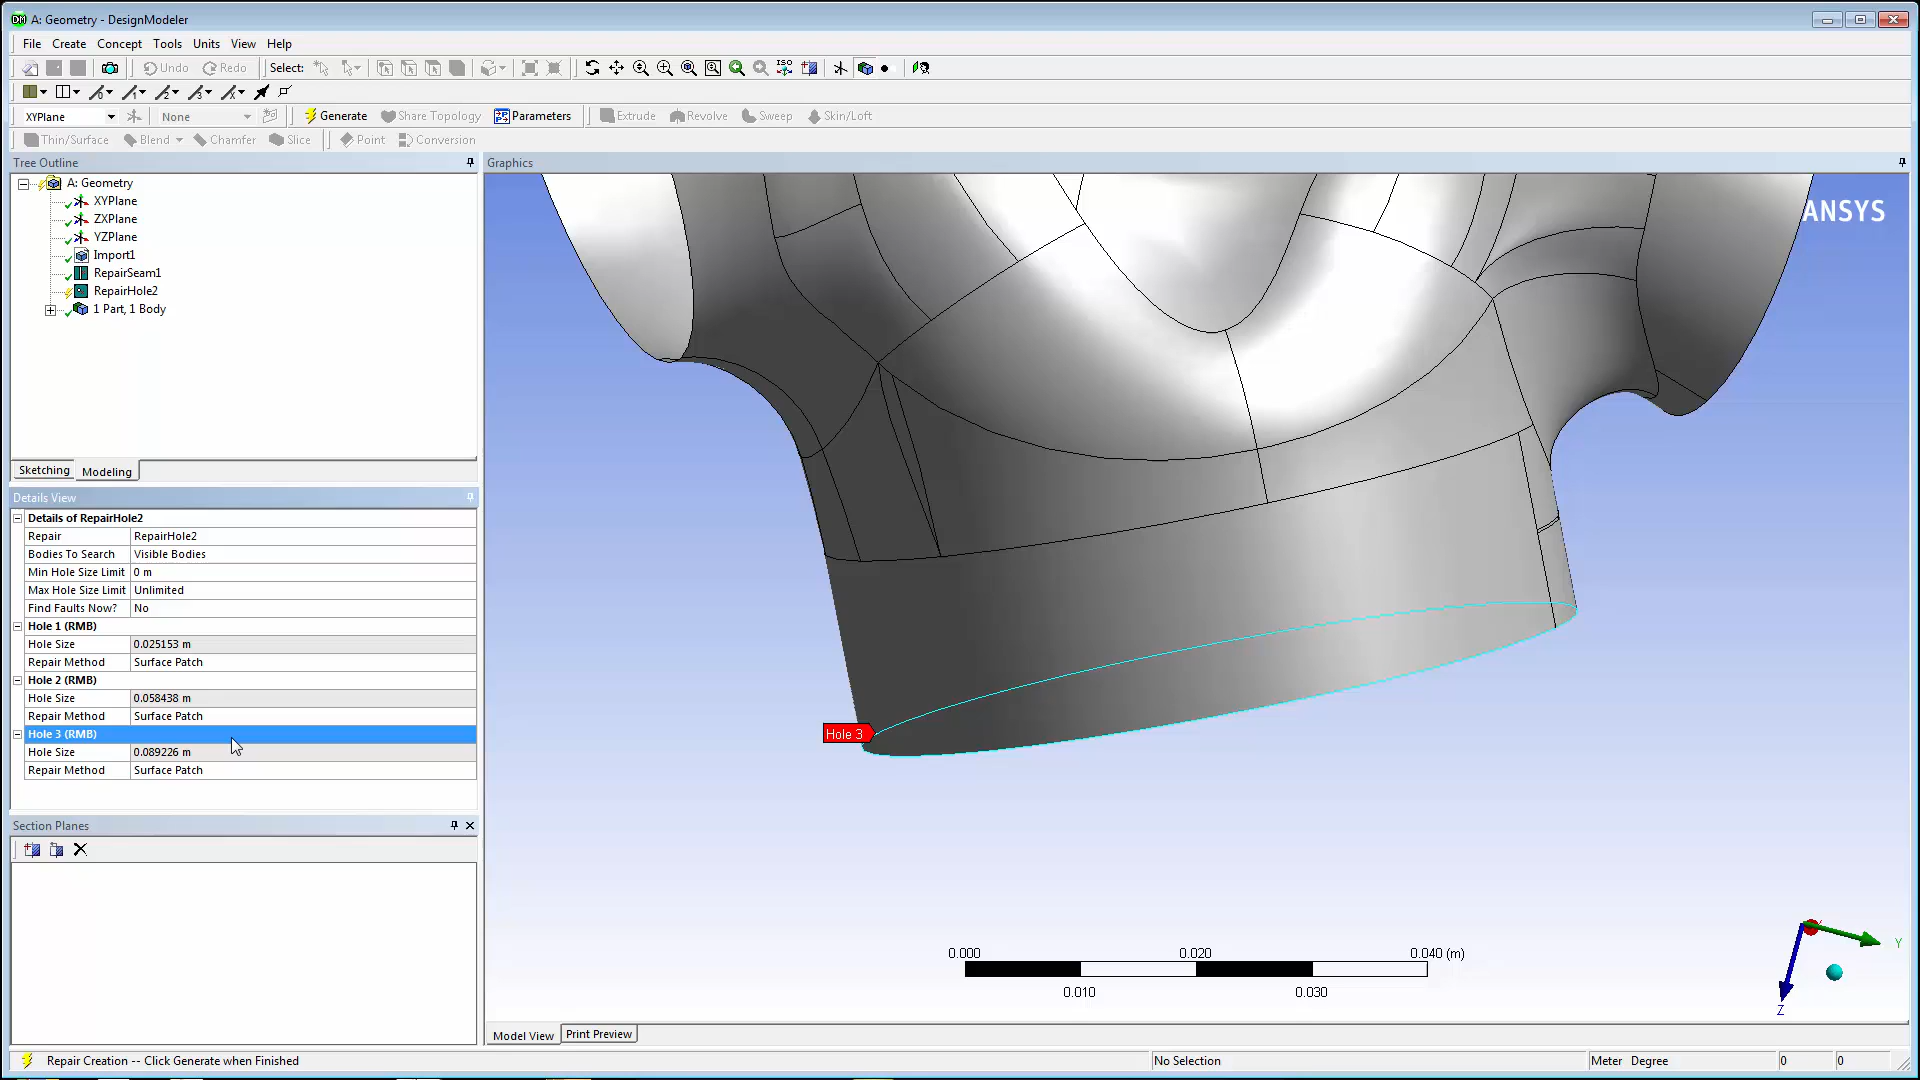 A: Geometry - DesignModeler
File Create Concept Tools Units View Help
Undo Redo Select: ISO
XYPlane None Generate Share Topology Parameters Extrude Revolve Sweep Skin/Loft
Thin/Surface Blend Chamfer Slice Point Conversion
Tree Outline
A: Geometry
XYPlane
ZXPlane
YZPlane
Import1
RepairSeam1
RepairHole2
1 Part, 1 Body
Sketching Modeling
Details View
Details of RepairHole2
Repair RepairHole2
Bodies To Search Visible Bodies
Min Hole Size Limit 0 m
Max Hole Size Limit Unlimited
Find Faults Now? No
Hole 1 (RMB)
Hole Size 0.025153 m
Repair Method Surface Patch
Hole 2 (RMB)
Hole Size 0.058438 m
Repair Method Surface Patch
Hole 3 (RMB)
Hole Size 0.089226 m
Repair Method Surface Patch
Section Planes
Graphics
ANSYS
Hole 3
0.000 0.020 0.040 (m)
0.010 0.030
Y
Z
Model View Print Preview
Repair Creation -- Click Generate when Finished No Selection Meter Degree 0 0